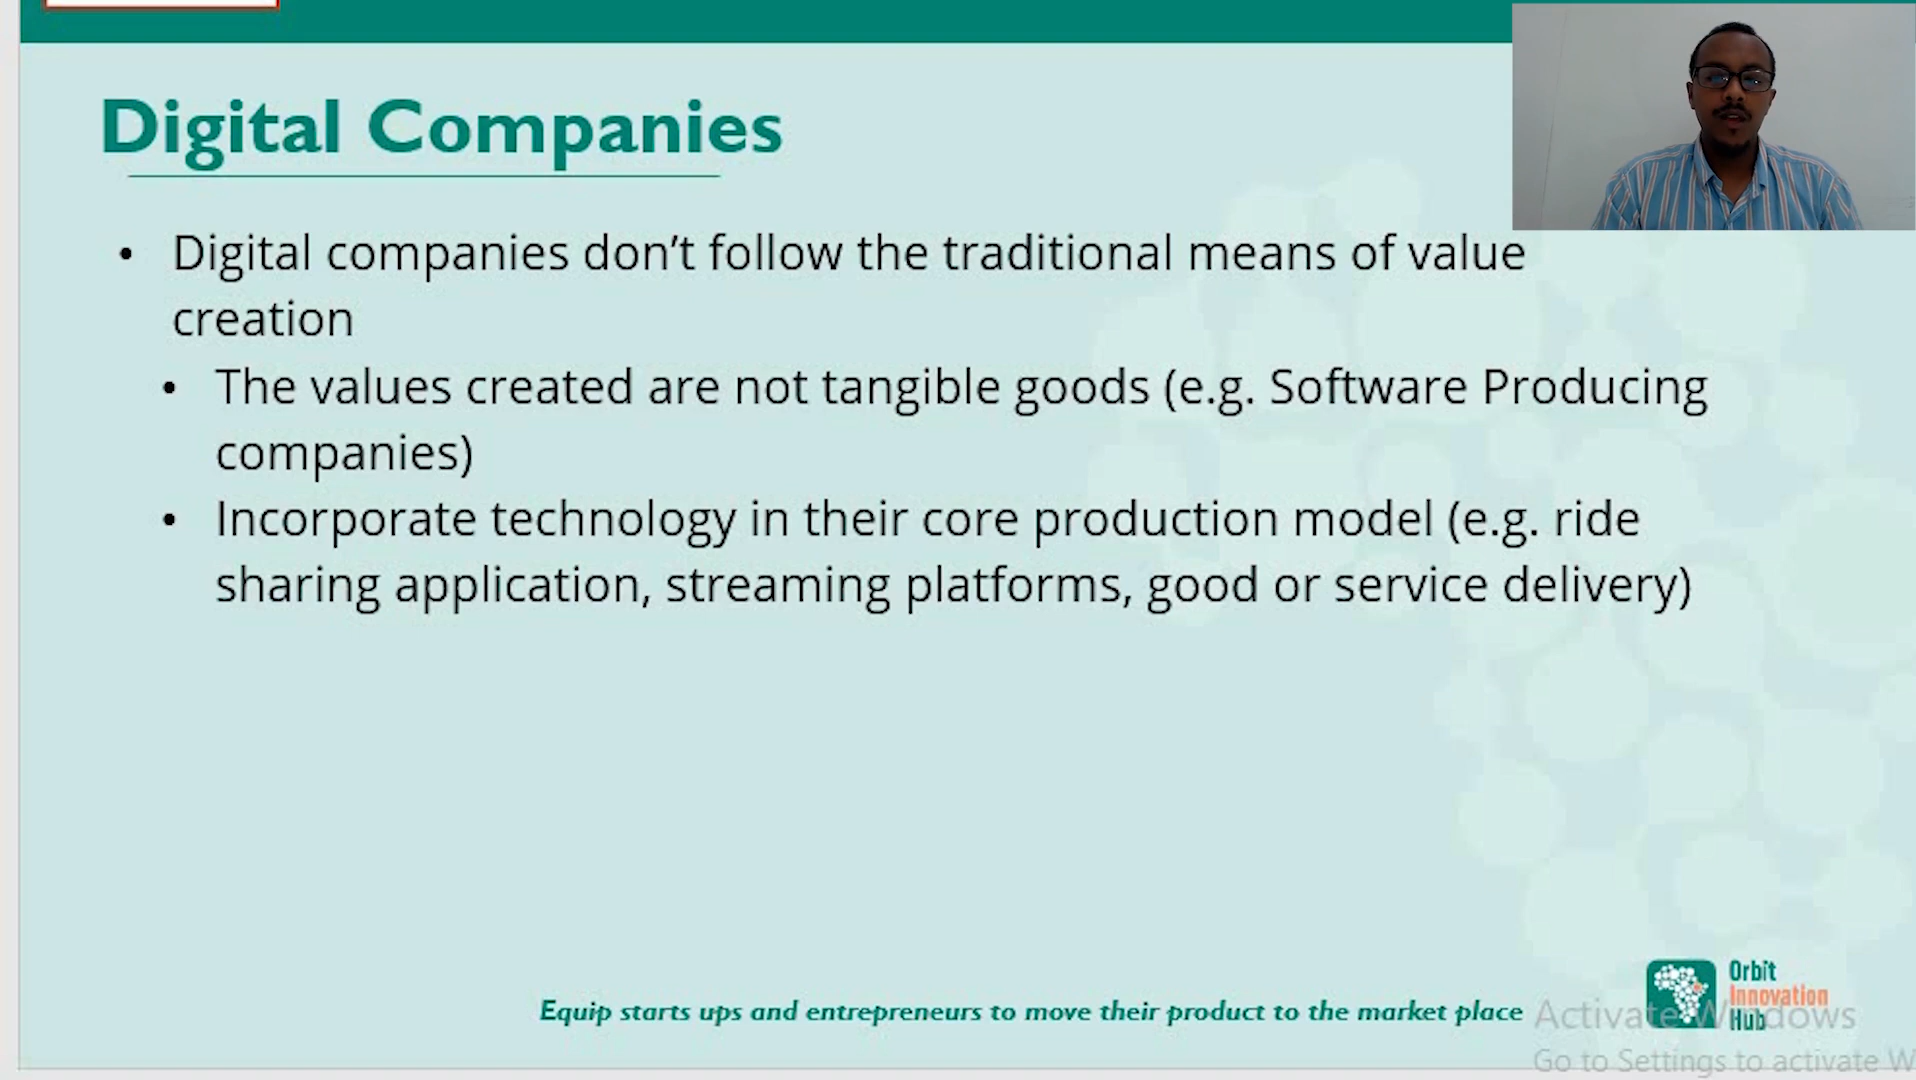 Digital Companies
• Digital companies don’t follow the traditional means of value
creation
• The values created are not tangible goods (e.g. Software Producing
companies)
• Incorporate technology in their core production model (e.g. ride
sharing application, streaming platforms, good or service delivery)
Equip starts ups and entrepreneurs to move their product to the market place
Orbit
Innovation
Hub
Activate Windows
Go to Settings to activate W